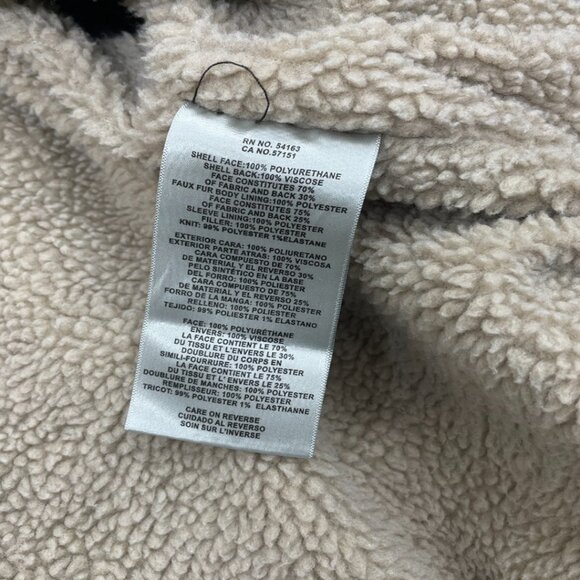 RN NO. 54163
CA NO.57151
SHELL FACE:100% POLYURETHANE
SHELL BACK:100% VISCOSE
FACE CONSTITUTES 70%
OF FABRIC AND BACK 30%
FAUX FUR BODY LINING:100% POLYESTER
FACE CONSTITUTES 75%
OF FABRIC AND BACK 25%
SLEEVE LINING:100% POLYESTER
FILLER: 100% POLYESTER
KNIT: 99% POLYESTER 1%ELASTANE
EXTERIOR CARA: 100% POLIURETANO
EXTERIOR PARTE ATRAS: 100% VISCOSA
CARA COMPUESTO DE 70%
DE MATERIAL Y EL REVERSO 30%
PELO SINTÉTICO EN LA BASE
DEL FORRO: 100% POLIESTER
CARA COMPUESTO DE 75%
DE MATERIAL Y EL REVERSO 25%
FORRO DE LA MANGA: 100% POLIESTER
RELLENO: 100% POLIESTER
TEJIDO: 99% POLIESTER 1% ELASTANO
FACE: 100% POLYURÉTHANE
ENVERS: 100% VISCOSE
LA FACE CONTIENT LE 70%
DU TISSU ET L'ENVERS LE 30%
DOUBLURE DU CORPS EN
SIMILI-FOURRURE: 100% POLYESTER
LA FACE CONTIENT LE 75%
DU TISSU ET L'ENVERS LE 25%
DOUBLURE DE MANCHES: 100% POLYESTER
REMPLISSEUR: 100% POLYESTER
TRICOT: 99% POLYESTER 1% ELASTHANNE
CARE ON REVERSE
CUIDADO AL REVERSO
SOIN SUR L'INVERSE